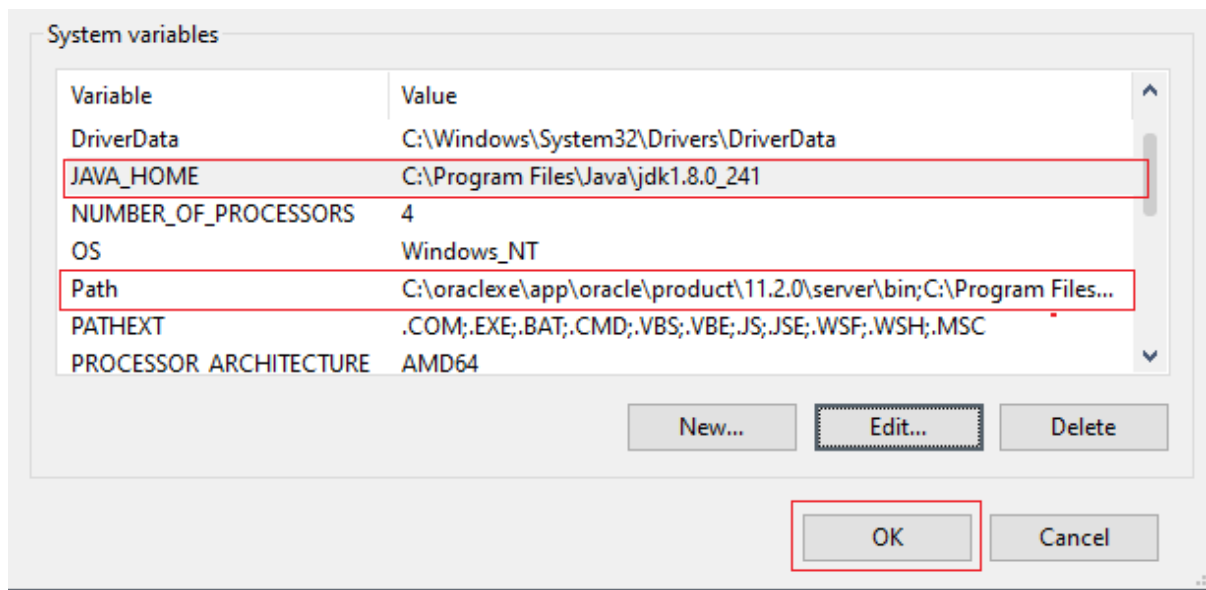 System variables
Variable Value
DriverData C:\Windows\System32\Drivers\DriverData
JAVA_HOME C:\Program Files\Java\jdk1.8.0_241
NUMBER_OF_PROCESSORS 4
OS Windows_NT
Path C:\oraclexe\app\oracle\product\11.2.0\server\bin;C:\Program Files...
PATHEXT .COM;.EXE;.BAT;.CMD;.VBS;.VBE;.JS;.JSE;.WSF;.WSH;.MSC
PROCESSOR_ARCHITECTURE AMD64
New... Edit... Delete
OK Cancel